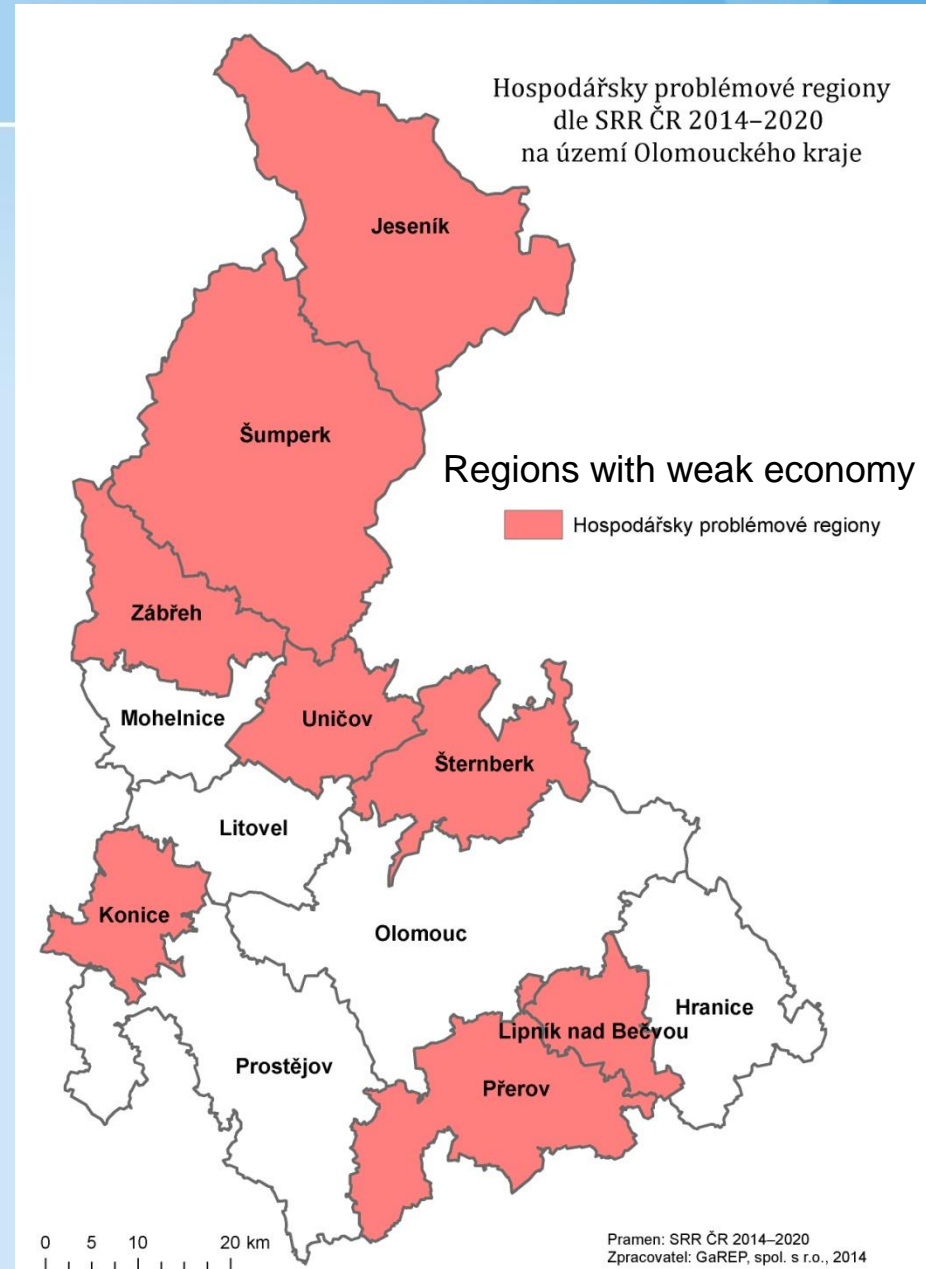 Hospodářsky problémové regiony
dle SRR ČR 2014–2020
na území Olomouckého kraje
Jeseník
Šumperk
Regions with weak economy
Hospodářsky problémové regiony
Zábřeh
Mohelnice
Uničov
Šternberk
Litovel
Konice
Olomouc
Hranice
Lipník nad Bečvou
Prostějov
Přerov
0 5 10 20 km
Pramen: SRR ČR 2014–2020
Zpracovatel: GaREP, spol. s r.o., 2014